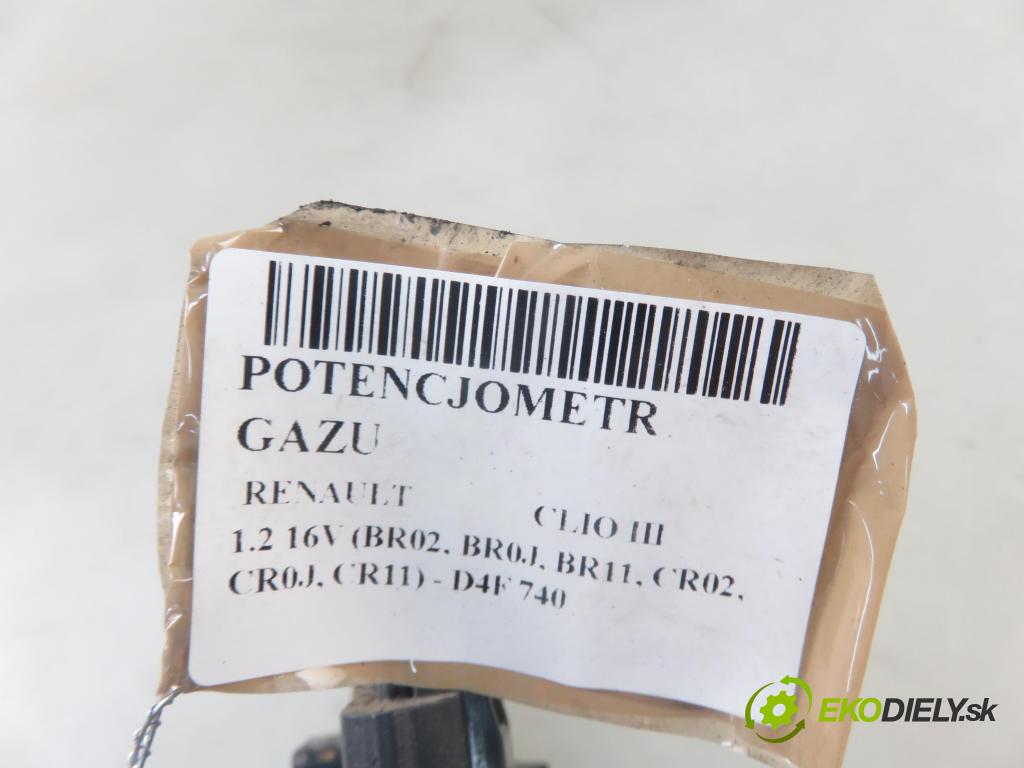 POTENCJOMETR
GAZU
RENAULT CLIO III
1.2 16V (BR02, BR0J, BR11, CR02,
CR0J, CR11) - D4F 740
EKODIELY.sk